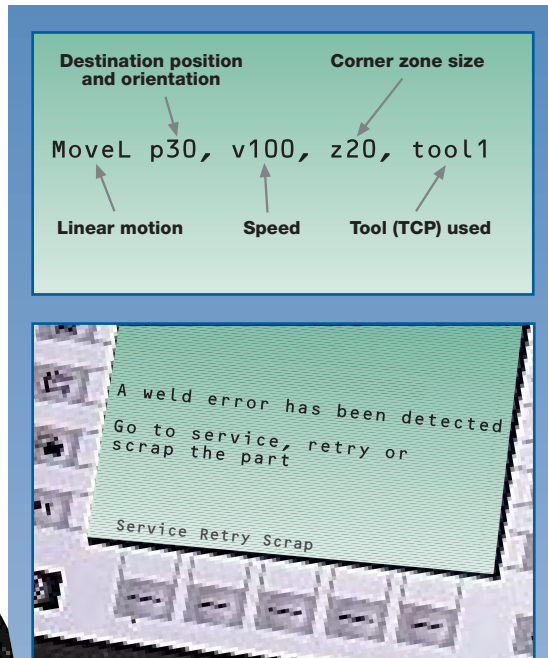 Destination position
and orientation
Corner zone size
MoveL p30, v100, z20, tool1
Linear motion
Speed
Tool (TCP) used
A weld error has been detected
Go to service, retry or
scrap the part
Service Retry Scrap